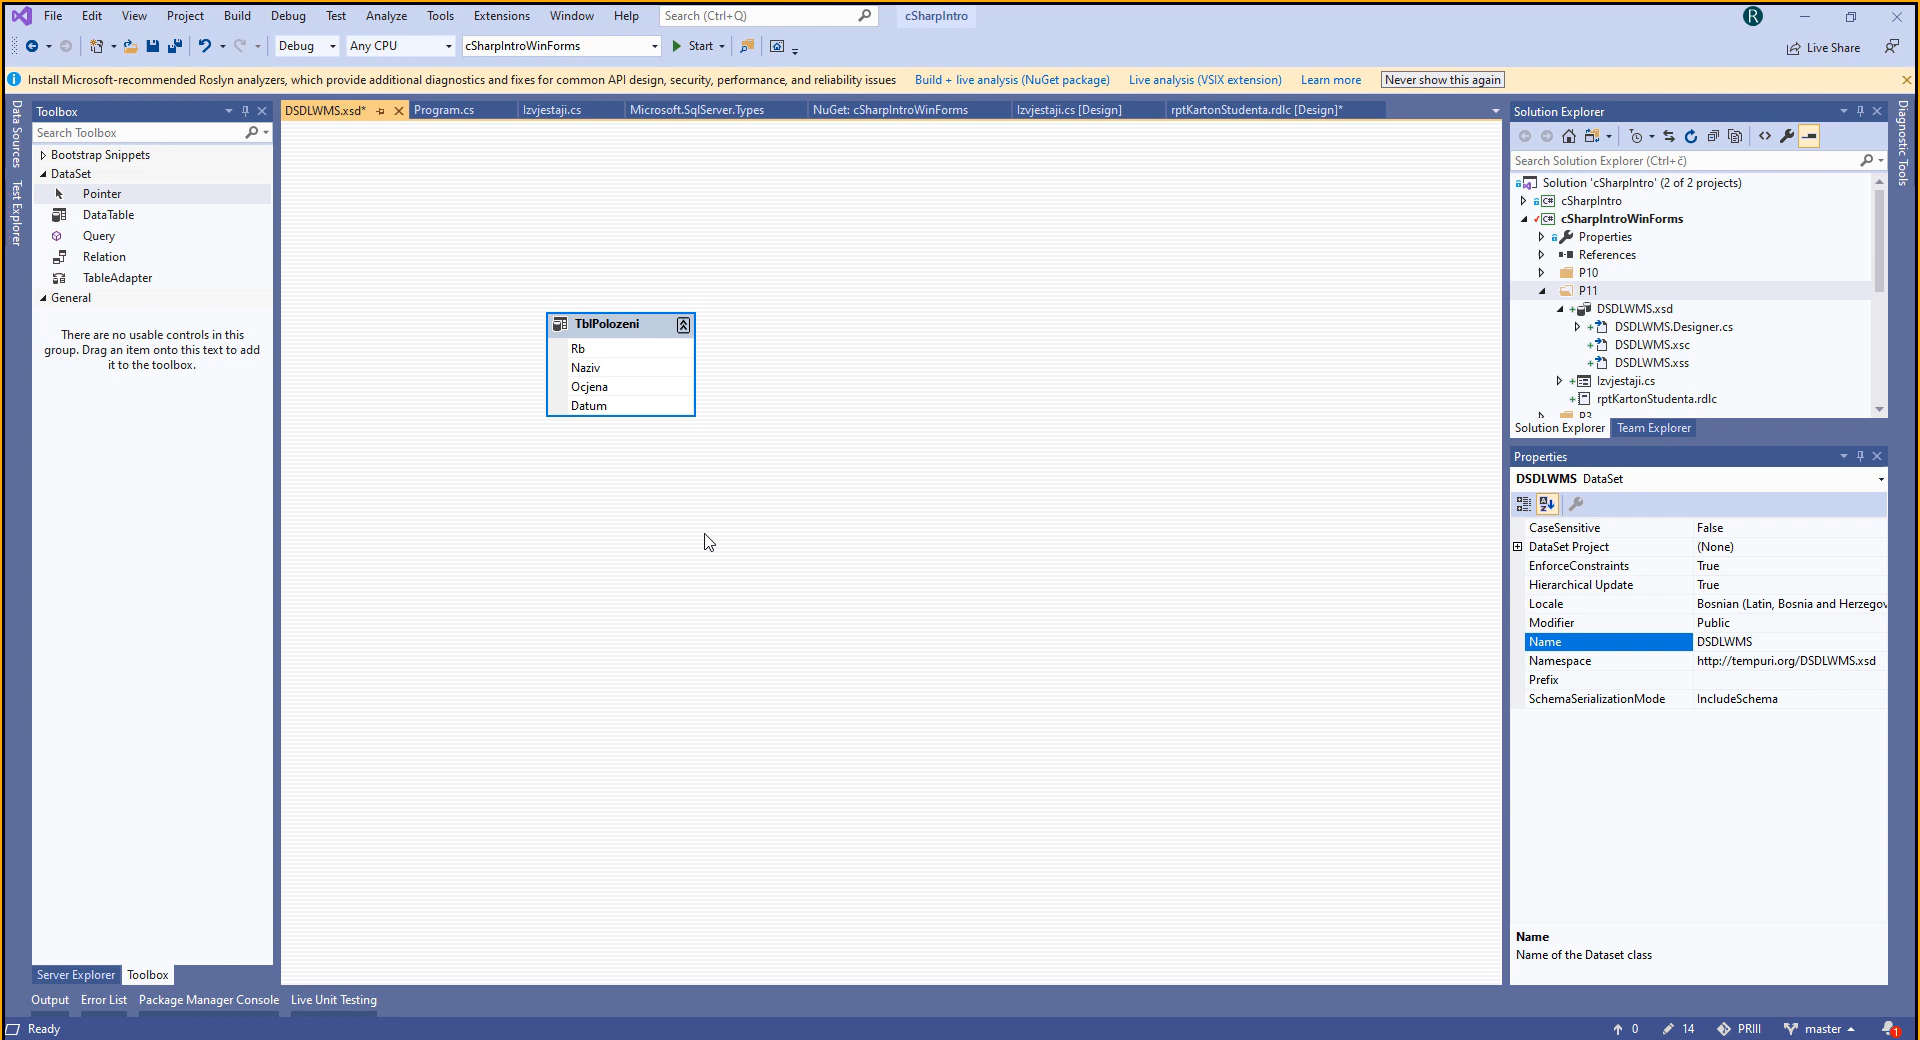 File Edit View Project Build Debug Test Analyze Tools Extensions Window Help Search (Ctrl+Q) cSharpIntro R
Debug Any CPU cSharpIntroWinForms Start Live Share
Install Microsoft-recommended Roslyn analyzers, which provide additional diagnostics and fixes for common API design, security, performance, and reliability issues Build + live analysis (NuGet package) Live analysis (VSIX extension) Learn more Never show this again
Data Sources
Test Explorer
Toolbox
Search Toolbox
Bootstrap Snippets
DataSet
Pointer
DataTable
Query
Relation
TableAdapter
General
There are no usable controls in this
group. Drag an item onto this text to add
it to the toolbox.
Server Explorer Toolbox
DSDLWMS.xsd* Program.cs Izvjestaji.cs Microsoft.SqlServer.Types NuGet: cSharpIntroWinForms Izvjestaji.cs [Design] rptKartonStudenta.rdlc [Design]*
TblPolozeni
Rb
Naziv
Ocjena
Datum
Solution Explorer
Search Solution Explorer (Ctrl+č)
Solution 'cSharpIntro' (2 of 2 projects)
C# cSharpIntro
C# cSharpIntroWinForms
Properties
References
P10
P11
DSDLWMS.xsd
DSDLWMS.Designer.cs
DSDLWMS.xsc
DSDLWMS.xss
Izvjestaji.cs
rptKartonStudenta.rdlc
P3
Solution Explorer Team Explorer
Diagnostic Tools
Properties
DSDLWMS DataSet
CaseSensitive False
DataSet Project (None)
EnforceConstraints True
Hierarchical Update True
Locale Bosnian (Latin, Bosnia and Herzegov
Modifier Public
Name DSDLWMS
Namespace http://tempuri.org/DSDLWMS.xsd
Prefix
SchemaSerializationMode IncludeSchema
Name
Name of the Dataset class
Output Error List Package Manager Console Live Unit Testing
Ready 0 14 PRIII master 1